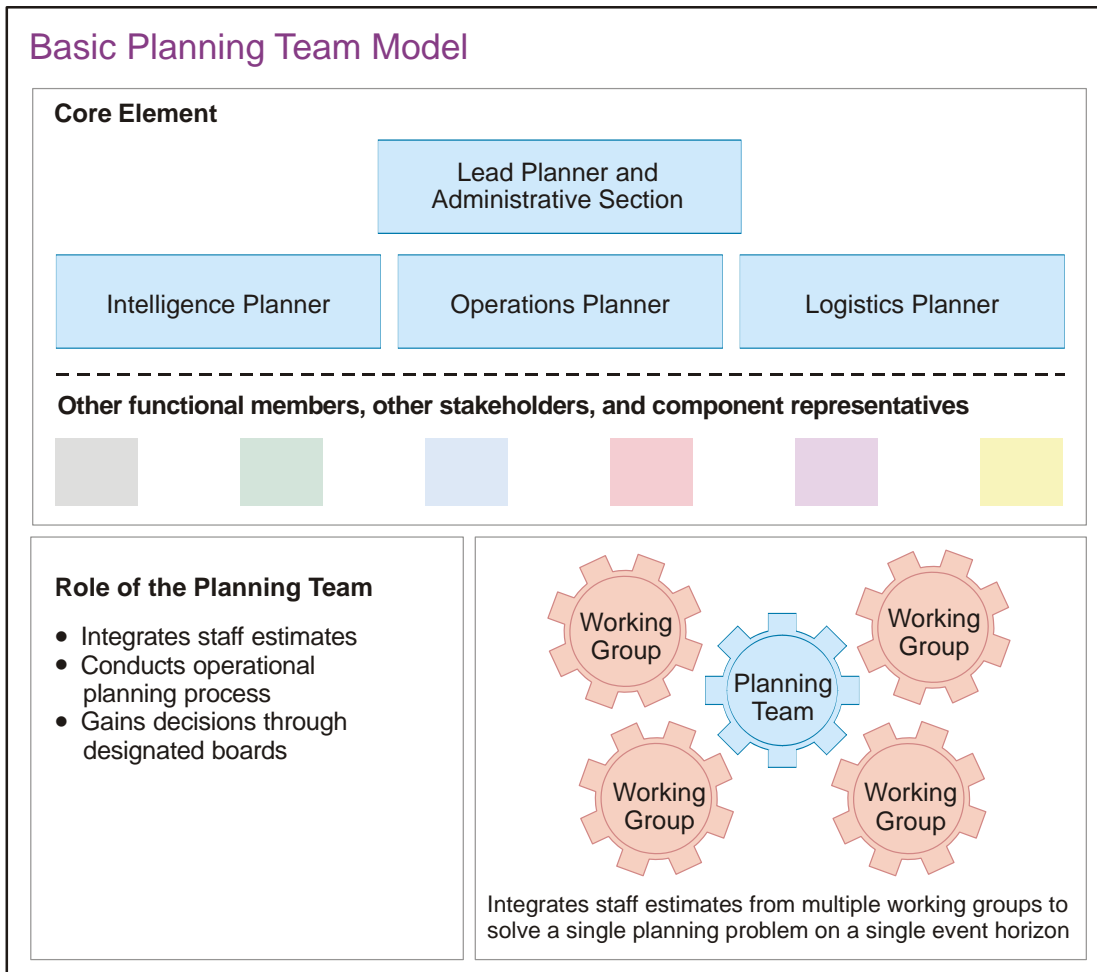 Basic Planning Team Model
Core Element
Lead Planner and
Administrative Section
Intelligence Planner
Operations Planner
Logistics Planner
Other functional members, other stakeholders, and component representatives
Role of the Planning Team
• Integrates staff estimates
• Conducts operational
planning process
• Gains decisions through
designated boards
Working
Group
Working
Group
Planning
Team
Working
Group
Working
Group
Integrates staff estimates from multiple working groups to
solve a single planning problem on a single event horizon